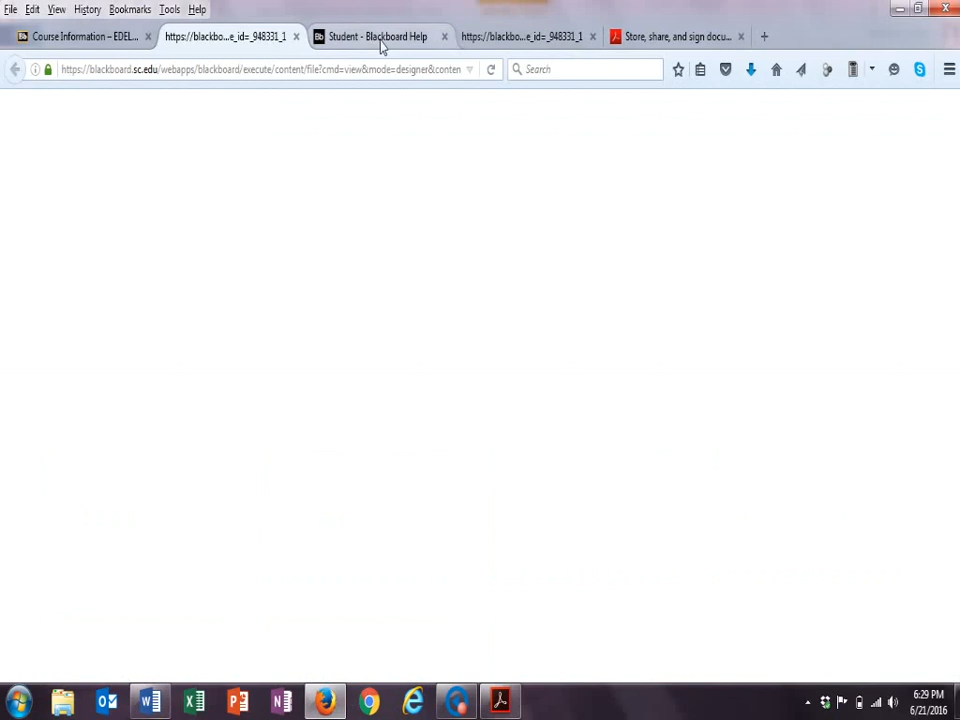 File Edit View History Bookmarks Tools Help
Course Information – EDEL... https://blackbo...e_id=_948331_1 Student - Blackboard Help https://blackbo...e_id=_948331_1 Store, share, and sign docu...
https://blackboard.sc.edu/webapps/blackboard/execute/content/file?cmd=view&mode=designer&conten Search
6:29 PM
6/21/2016